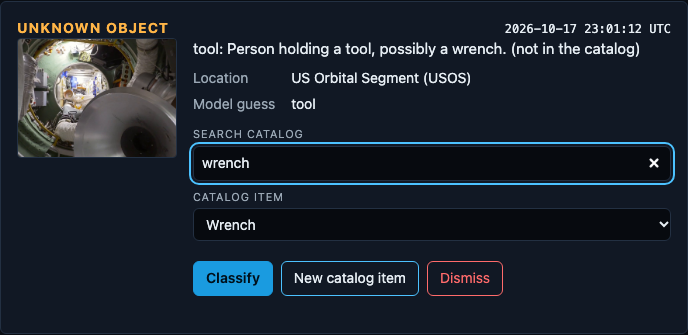 UNKNOWN OBJECT
2026-10-17 23:01:12 UTC
tool: Person holding a tool, possibly a wrench. (not in the catalog)
Location US Orbital Segment (USOS)
Model guess tool
SEARCH CATALOG
wrench
CATALOG ITEM
Wrench
Classify New catalog item Dismiss